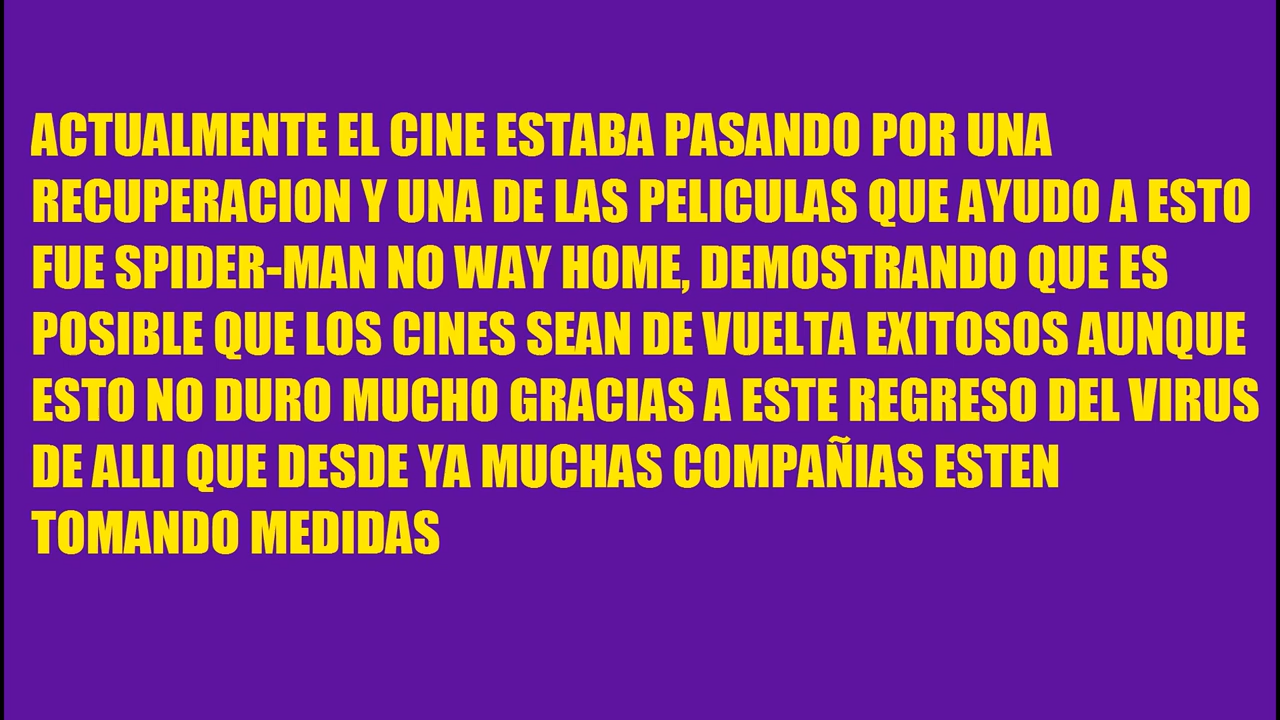 ACTUALMENTE EL CINE ESTABA PASANDO POR UNA
RECUPERACION Y UNA DE LAS PELICULAS QUE AYUDO A ESTO
FUE SPIDER-MAN NO WAY HOME, DEMOSTRANDO QUE ES
POSIBLE QUE LOS CINES SEAN DE VUELTA EXITOSOS AUNQUE
ESTO NO DURO MUCHO GRACIAS A ESTE REGRESO DEL VIRUS
DE ALLI QUE DESDE YA MUCHAS COMPAÑIAS ESTEN
TOMANDO MEDIDAS